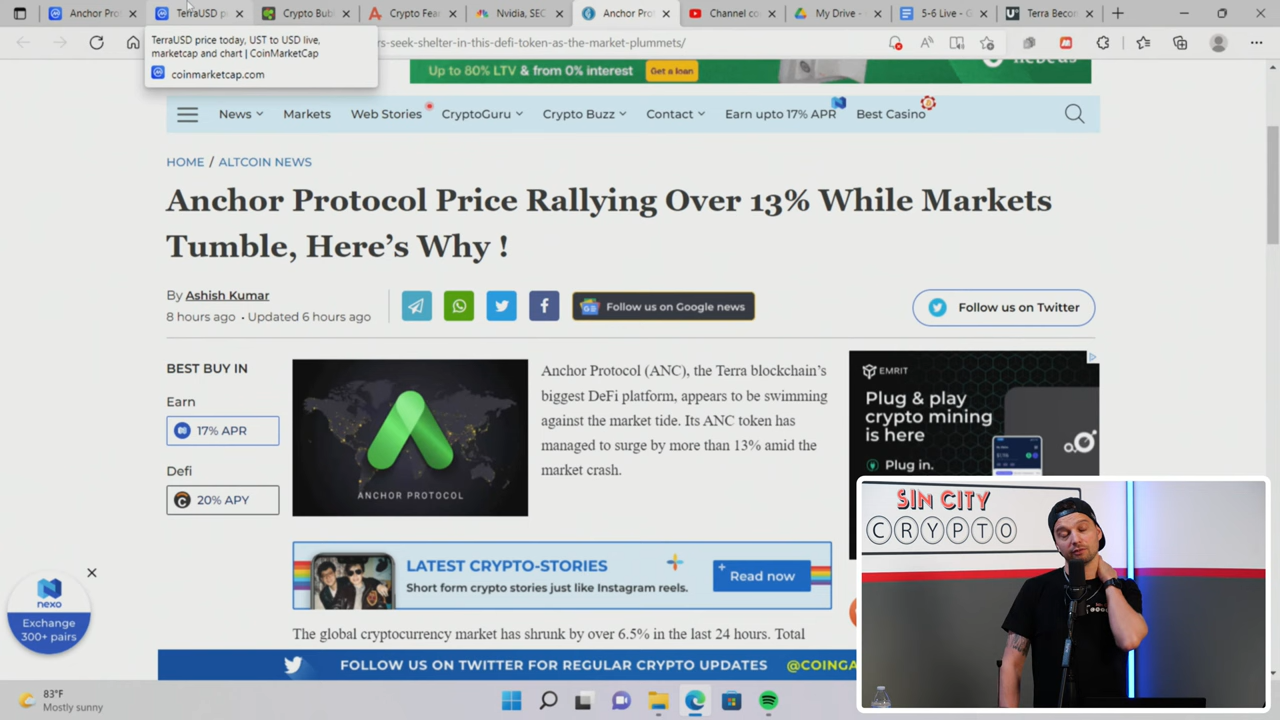 Anchor Pro
TerraUSD p
Crypto Bub
Crypto Fear
Nvidia, SEC
Anchor Pro
Channel co
My Drive
5-6 Live - G
Terra Becon
rs-seek-shelter-in-this-defi-token-as-the-market-plummets/
TerraUSD price today, UST to USD live,
marketcap and chart | CoinMarketCap
coinmarketcap.com
Up to 80% LTV & from 0% interest
Get a loan
News
Markets
Web Stories
CryptoGuru
Crypto Buzz
Contact
Earn upto 17% APR
Best Casino
HOME / ALTCOIN NEWS
Anchor Protocol Price Rallying Over 13% While Markets
Tumble, Here's Why !
By Ashish Kumar
8 hours ago • Updated 6 hours ago
Follow us on Google news
Follow us on Twitter
BEST BUY IN
Earn
17% APR
Defi
20% APY
ANCHOR PROTOCOL
Anchor Protocol (ANC), the Terra blockchain's
biggest DeFi platform, appears to be swimming
against the market tide. Its ANC token has
managed to surge by more than 13% amid the
market crash.
EMRIT
Plug & play
crypto mining
is here
Plug in.
LATEST CRYPTO-STORIES
Short form crypto stories just like Instagram reels.
Read now
nexo
Exchange
300+ pairs
The global cryptocurrency market has shrunk by over 6.5% in the last 24 hours. Total
FOLLOW US ON TWITTER FOR REGULAR CRYPTO UPDATES
@COINGA
SIN CITY
CRYPTO
83°F
Mostly sunny